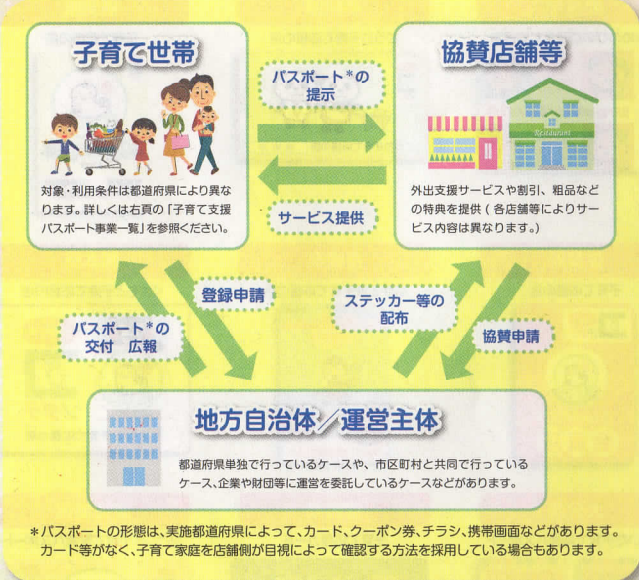 子育て世帯
対象・利用条件は都道府県により異な
ります。詳しくは右頁の「子育て支援
パスポート事業一覧」を参照ください。
パスポート*の
提示
サービス提供
協賛店舗等
Restaurant
外出支援サービスや割引、粗品など
の特典を提供(各店舗等によりサー
ビス内容は異なります。)
登録申請
パスポート*の
交付 広報
ステッカー等の
配布
協賛申請
地方自治体/運営主体
都道府県単独で行っているケースや、市区町村と共同で行っている
ケース、企業や財団等に運営を委託しているケースなどがあります。
*パスポートの形態は、実施都道府県によって、カード、クーポン券、チラシ、携帯画面などがあります。
カード等がなく、子育て家庭を店舗側が目視によって確認する方法を採用している場合もあります。